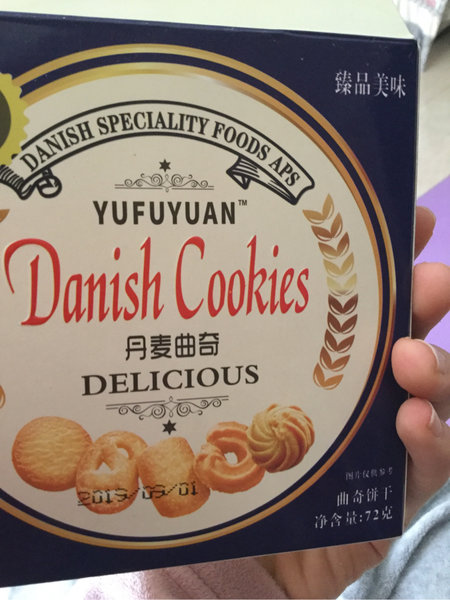 臻品美味
DANISH SPECIALITY FOODS APS
YUFUYUAN™
Danish Cookies
丹麦曲奇
DELICIOUS
2019/09/01
图片仅供参考
曲奇饼干
净含量:72克